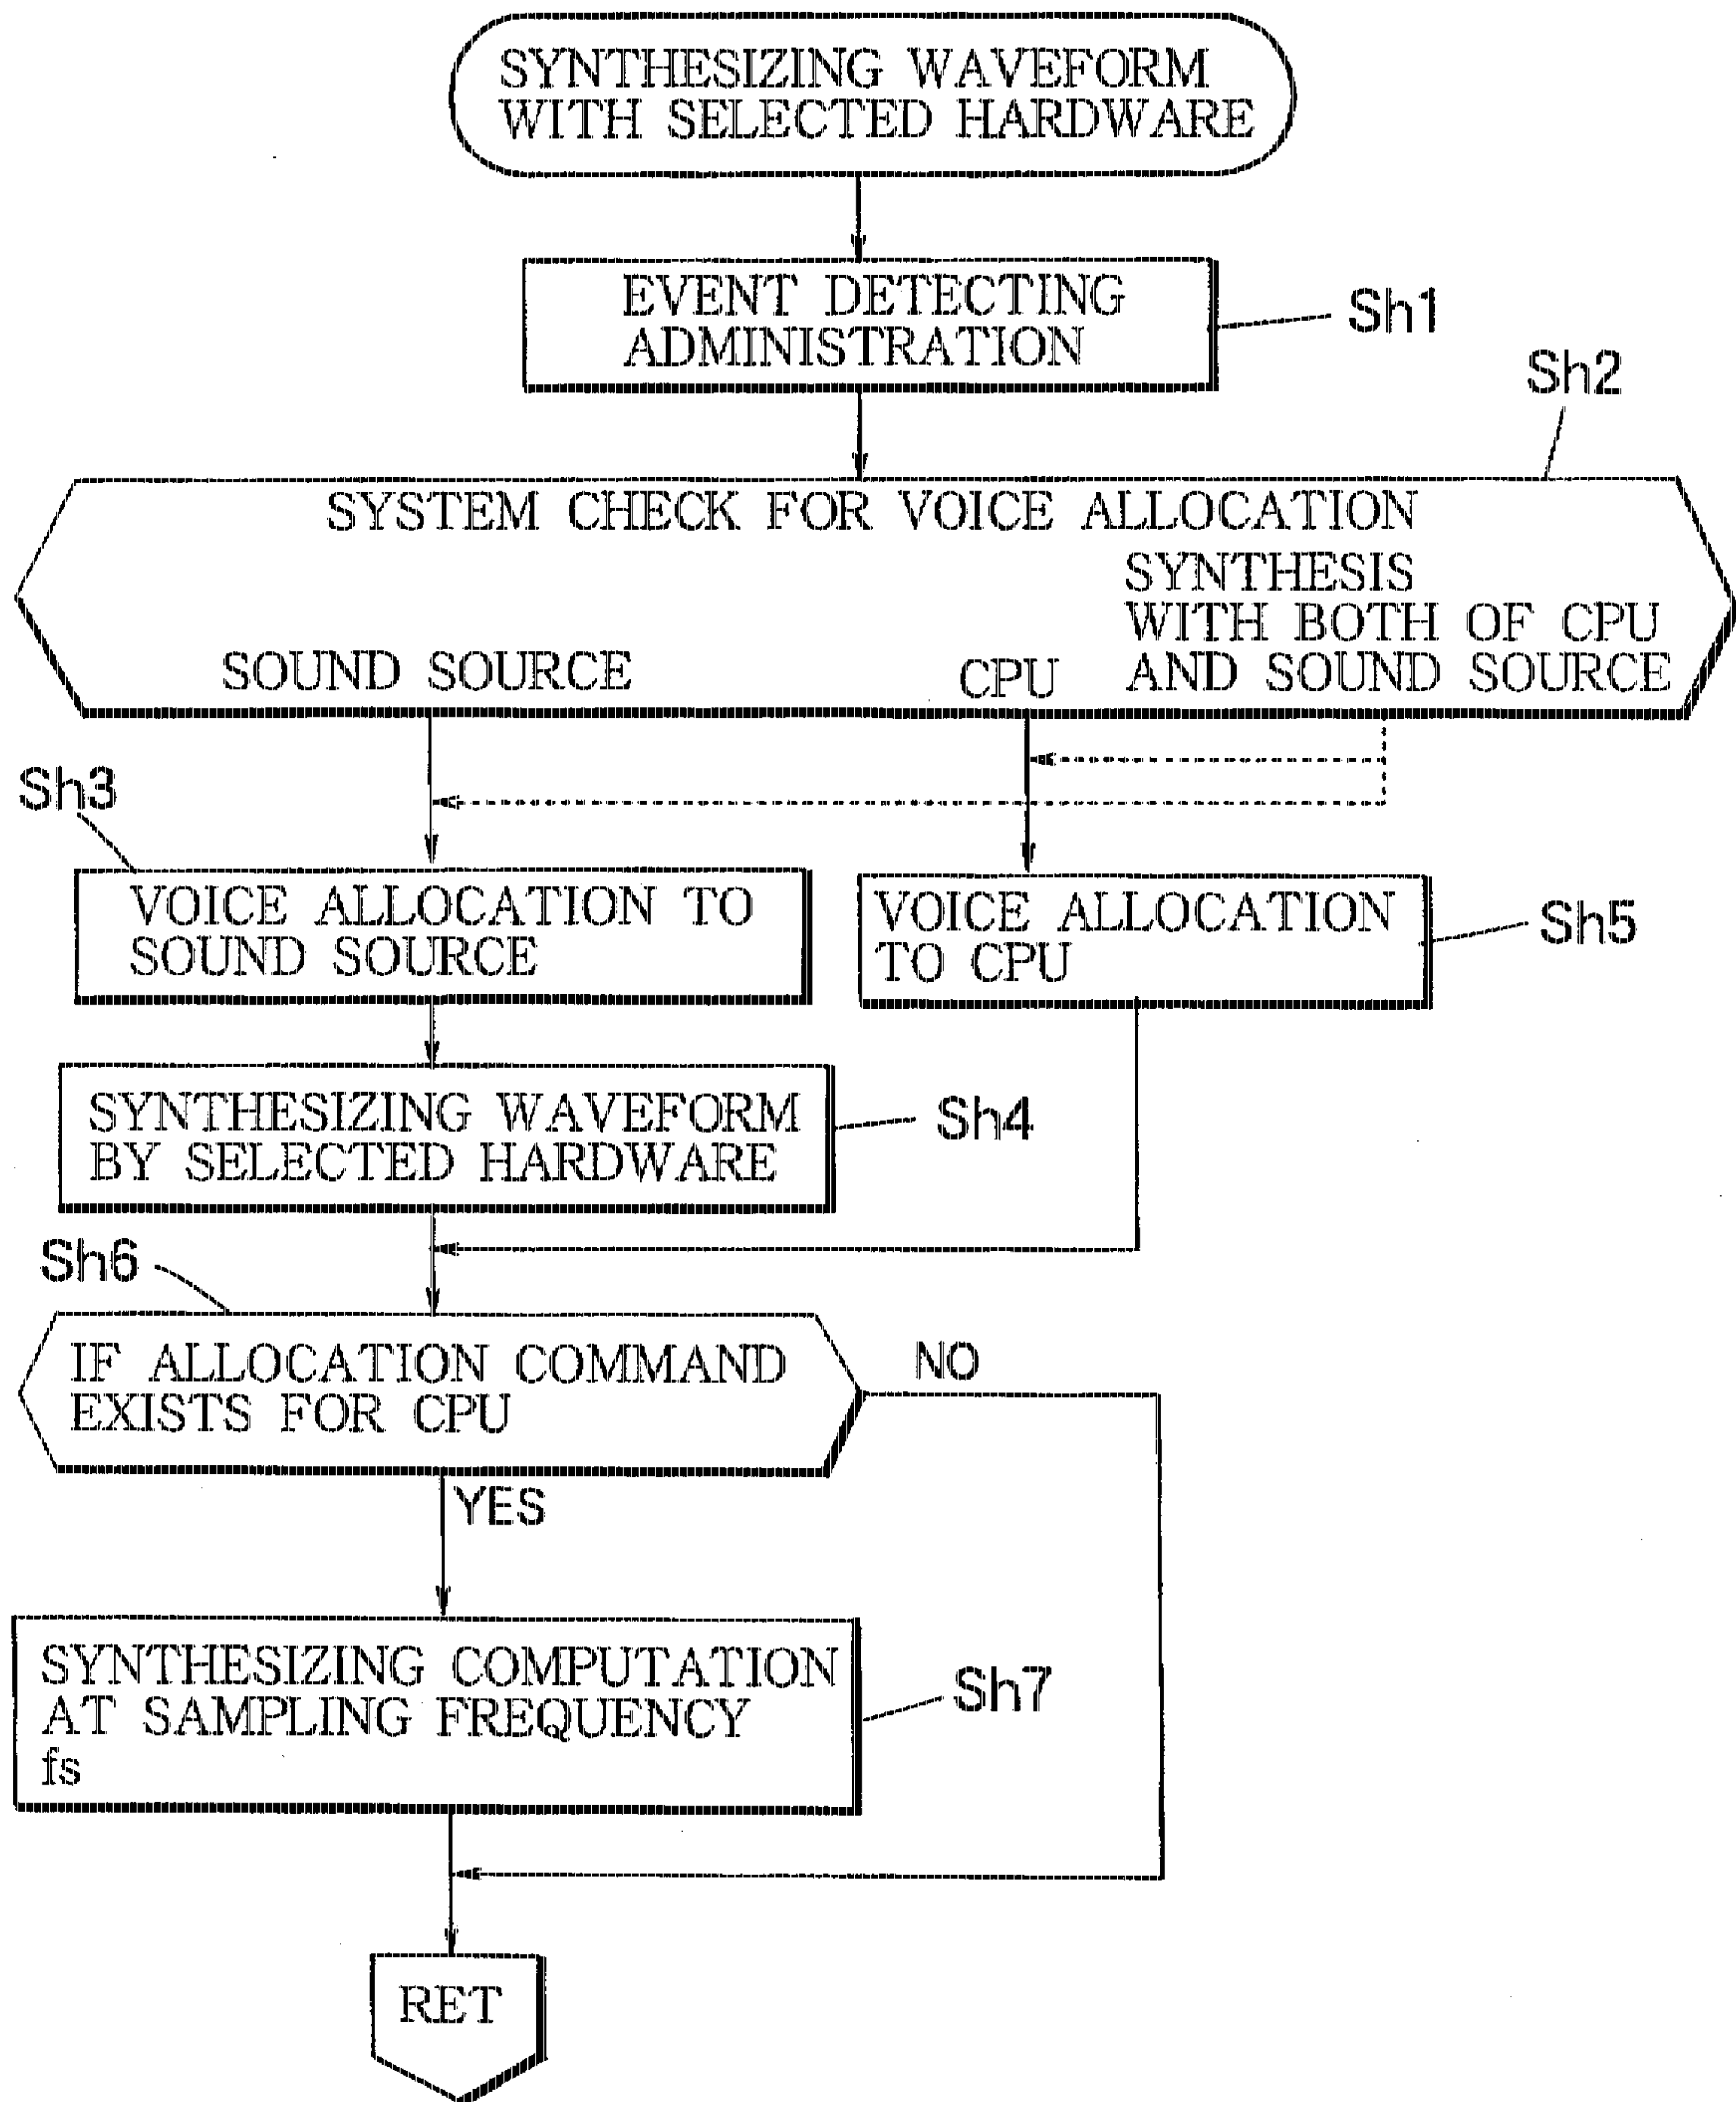 SYNTHESIZING WAVEFORM
WITH SELECTED HARDWARE
EVENT DETECTING
ADMINISTRATION
Sh1
Sh2
SYSTEM CHECK FOR VOICE ALLOCATION
SYNTHESIS
WITH BOTH OF CPU
AND SOUND SOURCE
SOUND SOURCE
CPU
Sh3
VOICE ALLOCATION TO
SOUND SOURCE
VOICE ALLOCATION
TO CPU
Sh5
SYNTHESIZING WAVEFORM
BY SELECTED HARDWARE
Sh4
Sh6
IF ALLOCATION COMMAND
EXISTS FOR CPU
NO
YES
SYNTHESIZING COMPUTATION
AT SAMPLING FREQUENCY
fs
Sh7
RET